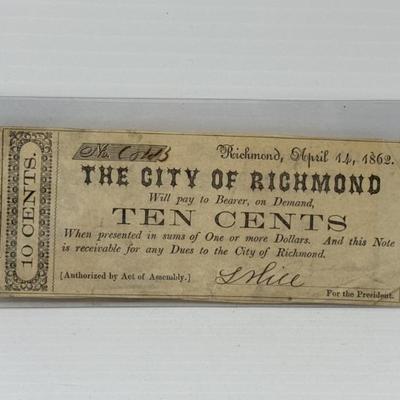 10 CENTS.
No.
Richmond, April 14, 1862.
THE CITY OF RICHMOND
Will pay to Bearer, on Demand,
TEN CENTS
When presented in sums of One or more Dollars. And this Note
is receivable for any Dues to the City of Richmond.
[Authorized by Act of Assembly.]
For the President.